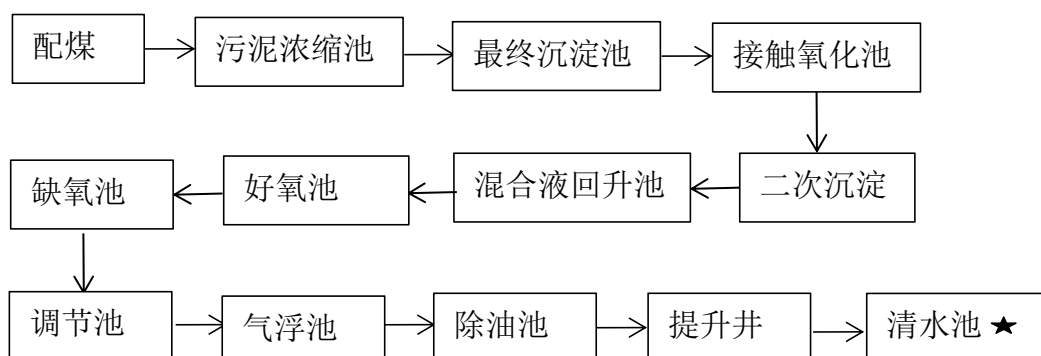 配煤
污泥浓缩池
最终沉淀池
接触氧化池
二次沉淀
混合液回升池
好氧池
缺氧池
调节池
气浮池
除油池
提升井
清水池★